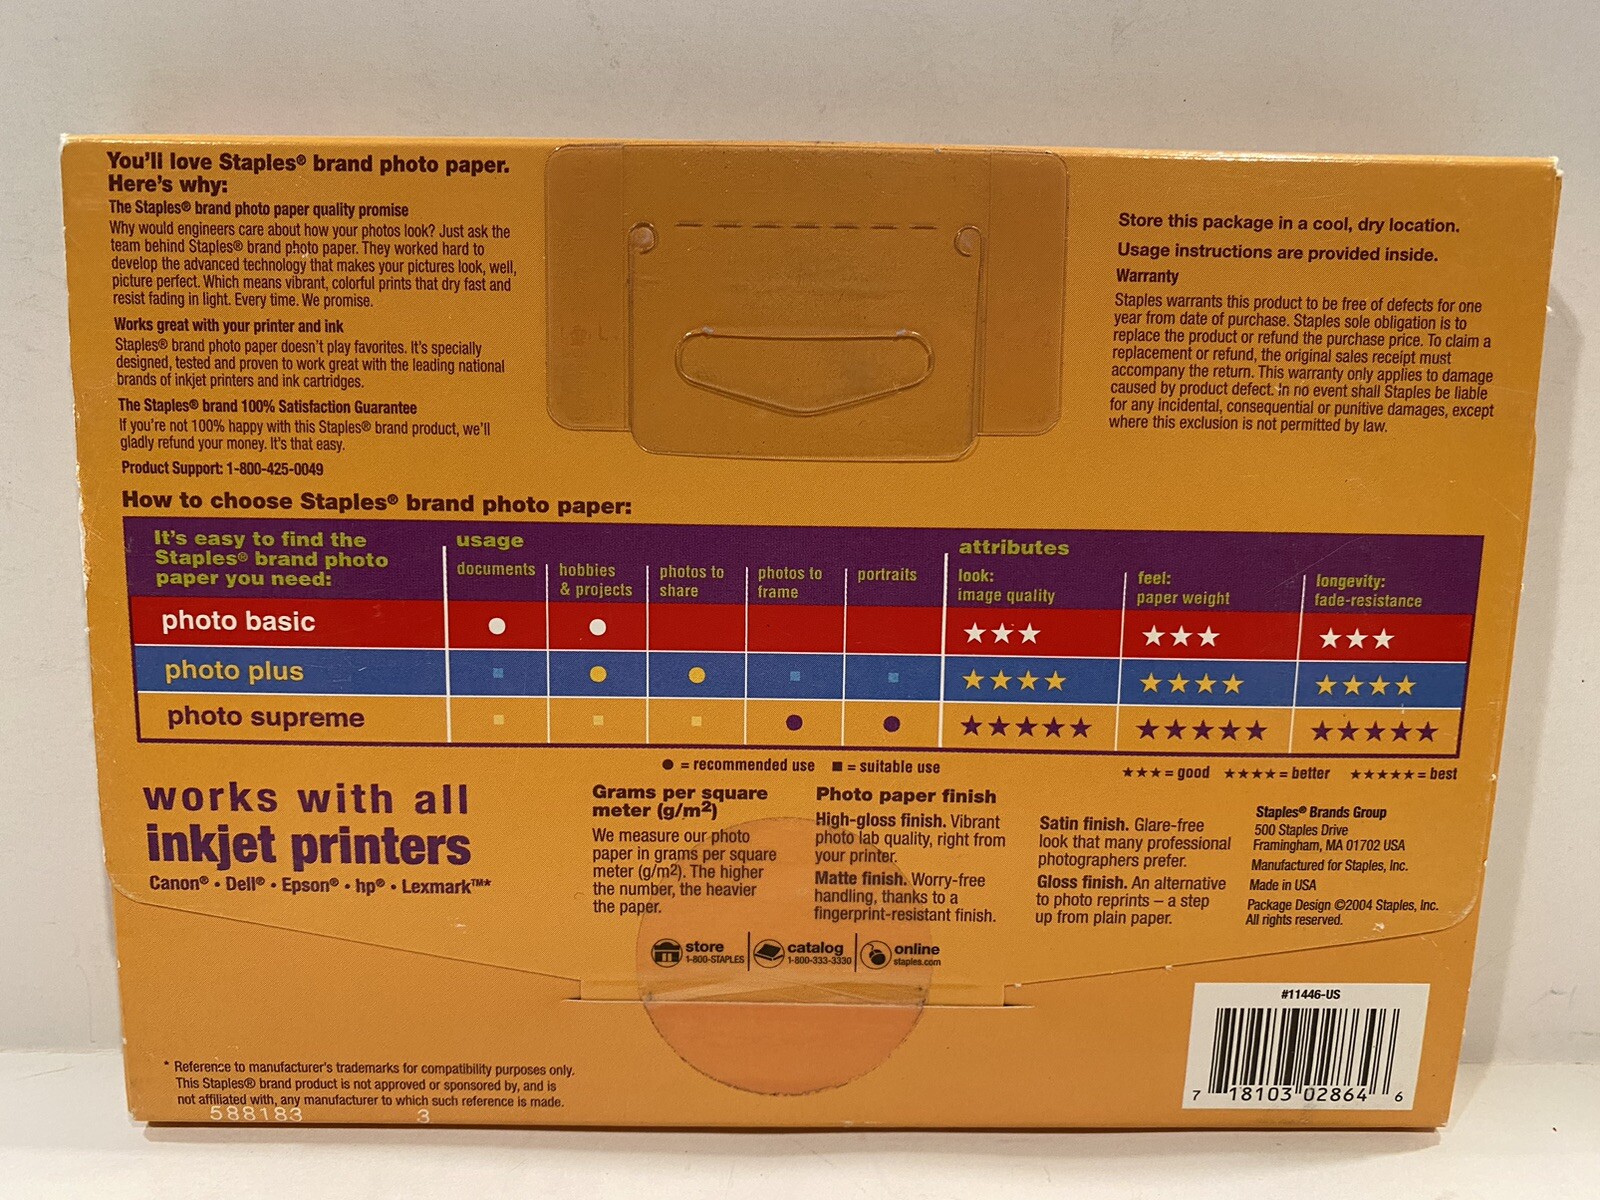 You'll love Staples® brand photo paper.
Here's why:
The Staples® brand photo paper quality promise
Why would engineers care about how your photos look? Just ask the
team behind Staples® brand photo paper. They worked hard to
develop the advanced technology that makes your pictures look, well,
picture perfect. Which means vibrant, colorful prints that dry fast and
resist fading in light. Every time. We promise.
Works great with your printer and ink
Staples® brand photo paper doesn't play favorites. It's specially
designed, tested and proven to work great with the leading national
brands of inkjet printers and ink cartridges.
The Staples® brand 100% Satisfaction Guarantee
If you're not 100% happy with this Staples® brand product, we'll
gladly refund your money. It's that easy.
Product Support: 1-800-425-0049
Store this package in a cool, dry location.
Usage instructions are provided inside.
Warranty
Staples warrants this product to be free of defects for one
year from date of purchase. Staples sole obligation is to
replace the product or refund the purchase price. To claim a
replacement or refund, the original sales receipt must
accompany the return. This warranty only applies to damage
caused by product defect. In no event shall Staples be liable
for any incidental, consequential or punitive damages, except
where this exclusion is not permitted by law.
How to choose Staples® brand photo paper:
It's easy to find the
Staples® brand photo
paper you need:
usage
documents
hobbies
& projects
photos to
share
photos to
frame
portraits
attributes
look:
image quality
feel:
paper weight
longevity:
fade-resistance
photo basic ● ● ★★★ ★★★ ★★★
photo plus ■ ● ● ■ ■ ★★★★ ★★★★ ★★★★
photo supreme ■ ■ ■ ● ● ★★★★★ ★★★★★ ★★★★★
● = recommended use ■ = suitable use
★★★ = good ★★★★ = better ★★★★★ = best
works with all
inkjet printers
Canon® • Dell® • Epson® • hp® • Lexmark™*
Grams per square
meter (g/m²)
We measure our photo
paper in grams per square
meter (g/m²). The higher
the number, the heavier
the paper.
Photo paper finish
High-gloss finish. Vibrant
photo lab quality, right from
your printer.
Matte finish. Worry-free
handling, thanks to a
fingerprint-resistant finish.
Satin finish. Glare-free
look that many professional
photographers prefer.
Gloss finish. An alternative
to photo reprints – a step
up from plain paper.
Staples® Brands Group
500 Staples Drive
Framingham, MA 01702 USA
Manufactured for Staples, Inc.
Made in USA
Package Design ©2004 Staples, Inc.
All rights reserved.
store
1-800-STAPLES
catalog
1-800-333-3330
online
staples.com
#11446-US
7 18103 02864 6
* Reference to manufacturer's trademarks for compatibility purposes only.
This Staples® brand product is not approved or sponsored by, and is
not affiliated with, any manufacturer to which such reference is made.
588183 3